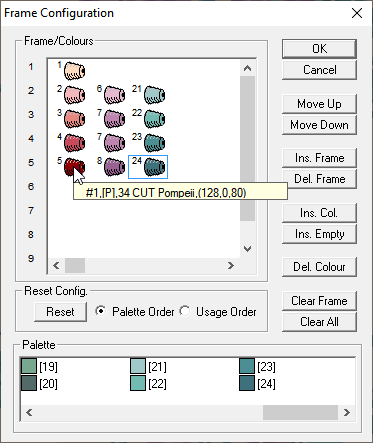 Frame Configuration
Frame/Colours
1 1
2 2 6 21
3 3 7 22
4 4 17 23
5 5 8 24
#1,[P],34 CUT Pompeii,(128,0,80)
6
7
8
9
OK
Cancel
Move Up
Move Down
Ins. Frame
Del. Frame
Ins. Col.
Ins. Empty
Del. Colour
Clear Frame
Clear All
Reset Config.
Reset Palette Order Usage Order
Palette
[19] [21] [23]
[20] [22] [24]